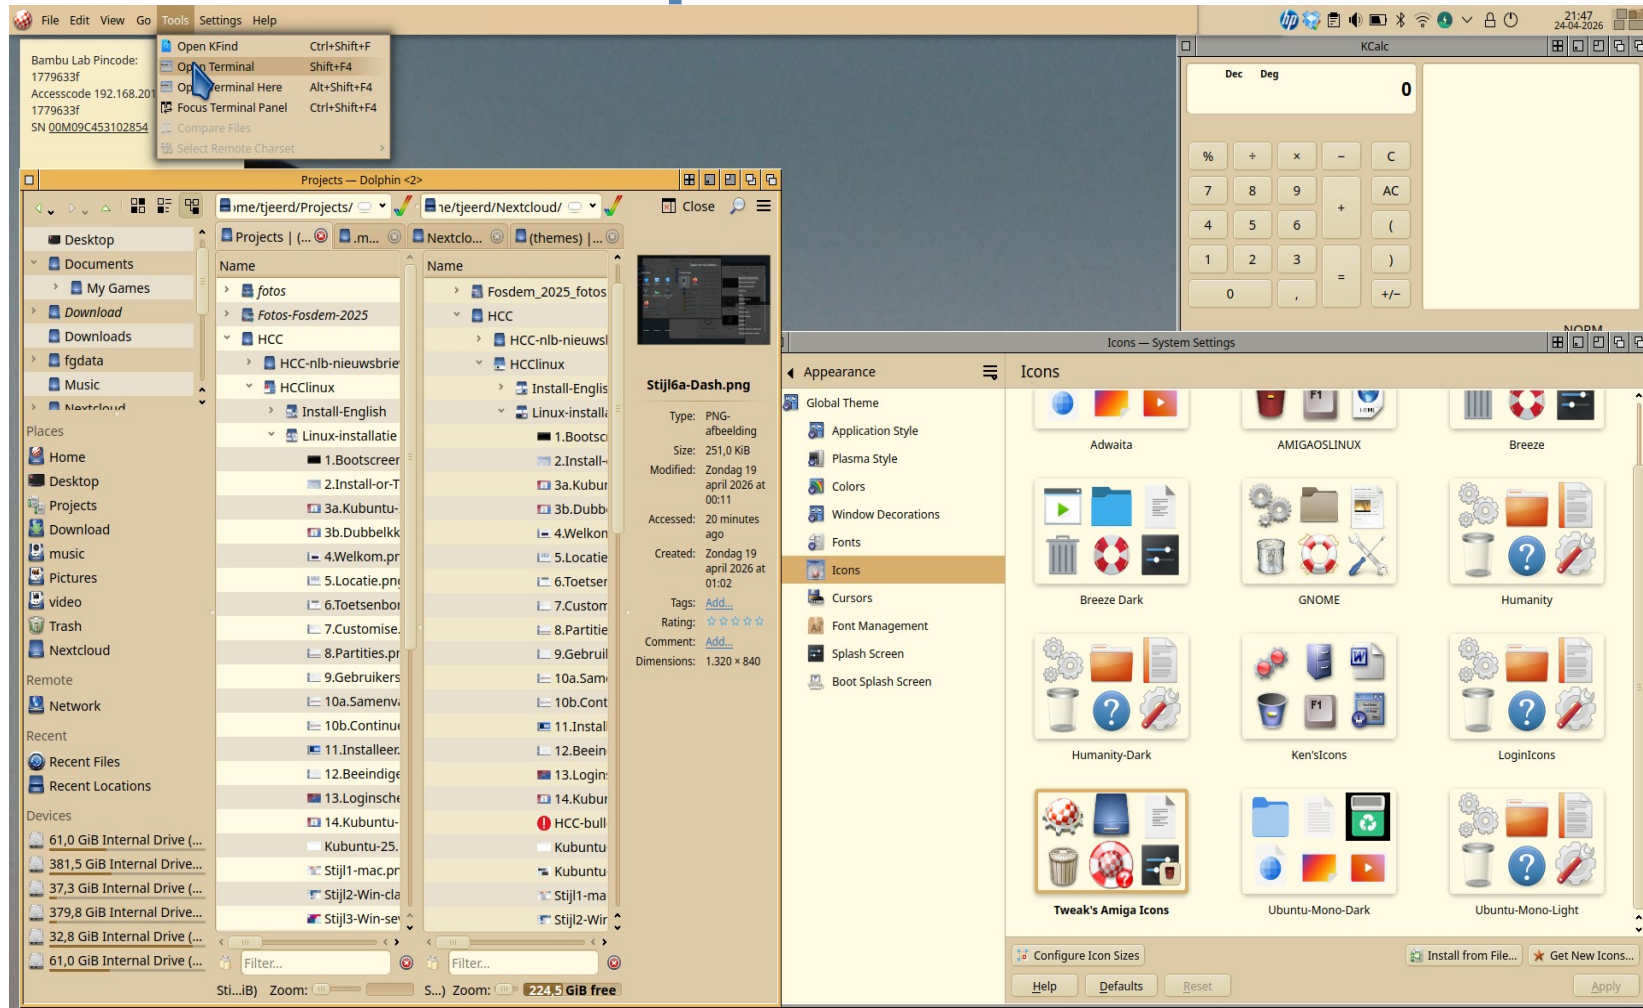 File Edit View Go Tools Settings Help
21:47
24-04-2026
Bambu Lab Pincode:
1779633f
Accesscode 192.168.201
1779633f
SN 00M09C453102854
Open KFind Ctrl+Shift+F
Open Terminal Shift+F4
Open Terminal Here Alt+Shift+F4
Focus Terminal Panel Ctrl+Shift+F4
Compare Files
Select Remote Charset
KCalc
Dec Deg
0
% ÷ × − C
7 8 9 AC
+
4 5 6 (
1 2 3 )
=
0 , +/−
NORM
Projects — Dolphin <2>
ome/tjeerd/Projects/
ne/tjeerd/Nextcloud/
Close
Projects | (...
.m...
Nextclo...
(themes) |...
Desktop
Documents
My Games
Download
Downloads
fgdata
Music
Nextcloud
Places
Home
Desktop
Projects
Download
music
Pictures
video
Trash
Nextcloud
Remote
Network
Recent
Recent Files
Recent Locations
Devices
61,0 GiB Internal Drive (...
381,5 GiB Internal Drive...
37,3 GiB Internal Drive (...
379,8 GiB Internal Drive...
32,8 GiB Internal Drive (...
61,0 GiB Internal Drive (...
Name
fotos
Fotos-Fosdem-2025
HCC
HCC-nlb-nieuwsbrie
HCClinux
Install-English
Linux-installatie
1.Bootscreer
2.Install-or-T
3a.Kubuntu-
3b.Dubbelkk
4.Welkom.pr
5.Locatie.png
6.Toetsenbor
7.Customise.
8.Partities.pr
9.Gebruikers
10a.Samenva
10b.Continue
11.Installeer.
12.Beeindige
13.Loginsche
14.Kubuntu-
Kubuntu-25.
Stijl1-mac.pr
Stijl2-Win-cla
Stijl3-Win-se
Filter...
Sti...iB) Zoom:
Name
Fosdem_2025_fotos
HCC
HCC-nlb-nieuwsl
HCClinux
Install-Englis
Linux-installa
1.Bootsc
2.Install-
3a.Kubur
3b.Dubb
4.Welkon
5.Locatie
6.Toetser
7.Custom
8.Partitie
9.Gebruil
10a.Sam
10b.Cont
11.Instal
12.Beein
13.Login
14.Kubur
HCC-bull
Kubuntu
Kubuntu
Stijl1-ma
Stijl2-Wir
Filter...
S...) Zoom: 224,5 GiB free
Stijl6a-Dash.png
Type: PNG-
afbeelding
Size: 251,0 KiB
Modified: Zondag 19
april 2026 at
00:11
Accessed: 20 minutes
ago
Created: Zondag 19
april 2026 at
01:02
Tags: Add...
Rating:
Comment: Add...
Dimensions: 1.320 × 840
Icons — System Settings
Appearance
Icons
Global Theme
Application Style
Plasma Style
Colors
Window Decorations
Fonts
Icons
Cursors
Font Management
Splash Screen
Boot Splash Screen
F1
HTML
Adwaita AMIGAOSLINUX Breeze
Breeze Dark GNOME Humanity
W
F1
Humanity-Dark Ken'sIcons LoginIcons
Tweak's Amiga Icons Ubuntu-Mono-Dark Ubuntu-Mono-Light
Configure Icon Sizes Install from File... Get New Icons...
Help Defaults Reset Apply